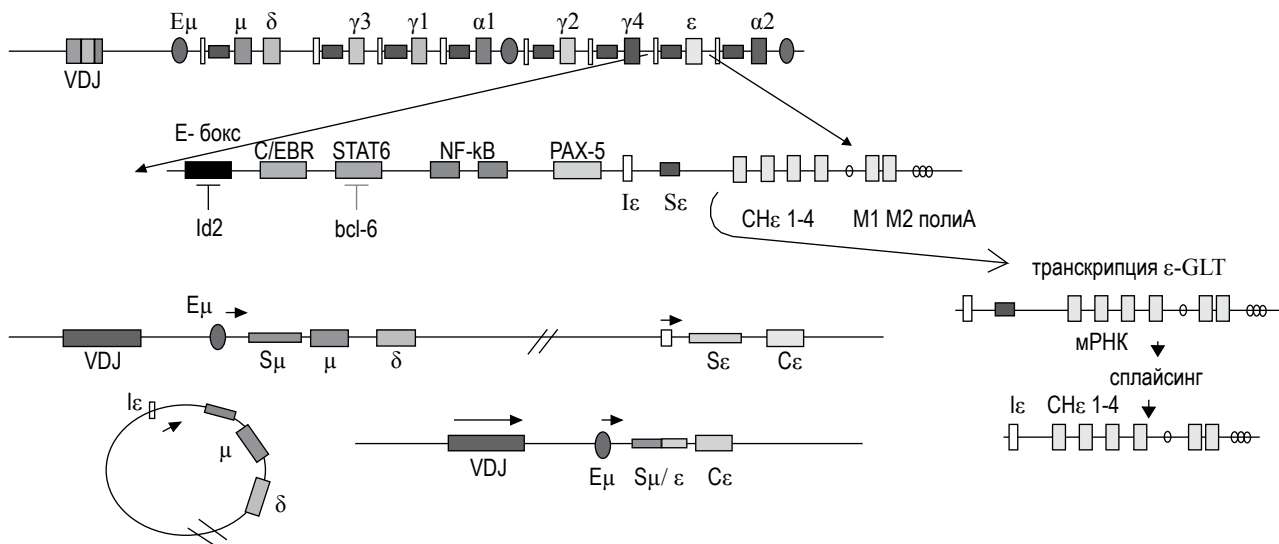 Eμ μ δ γ3 γ1 α1 γ2 γ4 ε α2
VDJ
E- бокс
C/EBR STAT6 NF-kB PAX-5
Iε Sε
Id2 bcl-6 CHε 1-4 M1 M2 полиА
транскрипция ε-GLT
Eμ
VDJ Sμ μ δ Sε Cε
мРНК
сплайсинг
Iε CHε 1-4
Iε
μ
δ
VDJ Eμ Sμ/ ε Cε